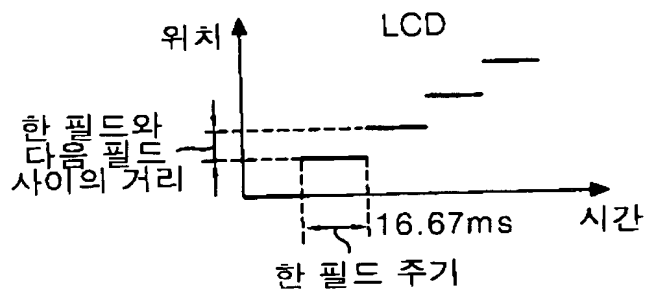 LCD
위치
한 필드와
다음 필드
사이의 거리
16.67ms
시간
한 필드 주기